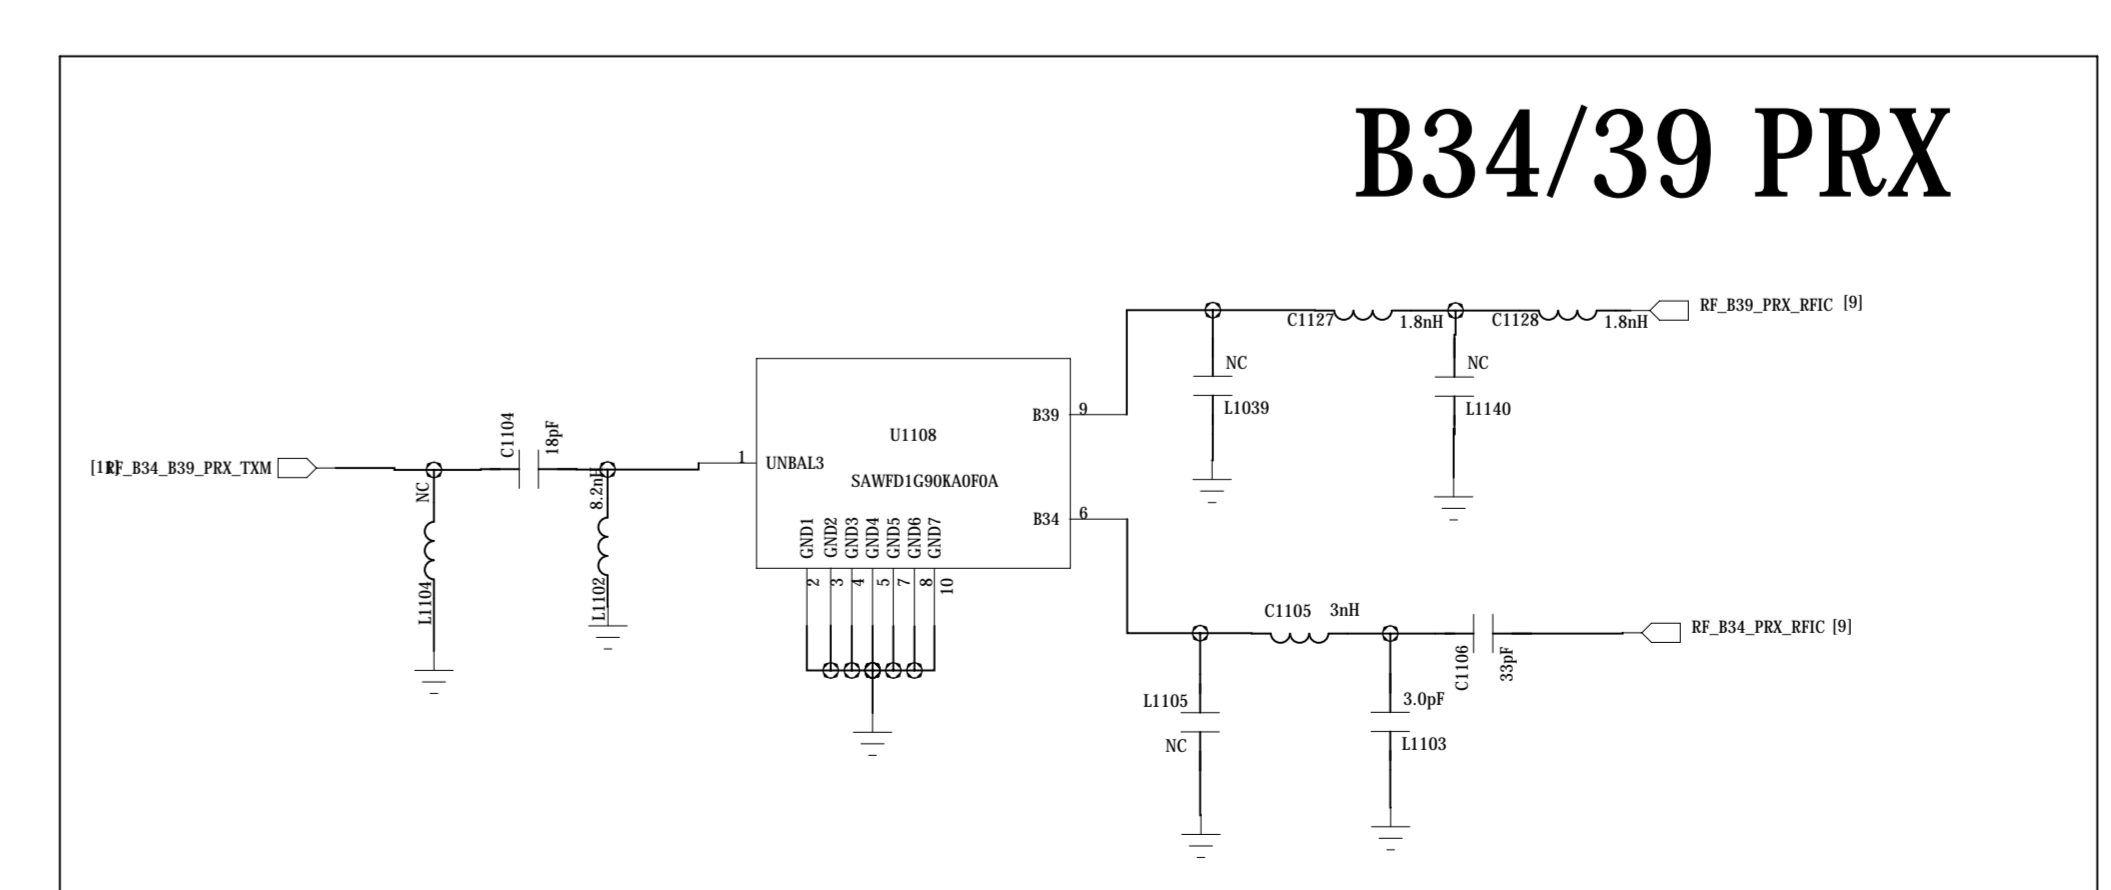 B34/39 PRX
RF_B39_PRX_RFIC [9]
C1127 1.8nH C1128 1.8nH
NC NC
L1039 L1140
B39 9
U1108
C1104 18pF
1 UNBAL3
[11] RF_B34_B39_PRX_TXM
SAWFD1G90KA0F0A
NC 8.2nH
B34 6
GND1 GND2 GND3 GND4 GND5 GND6 GND7
2 3 4 5 7 8 10
L1104 L1102
C1105 3nH
RF_B34_PRX_RFIC [9]
C1106 33pF
L1105 3.0pF
NC L1103